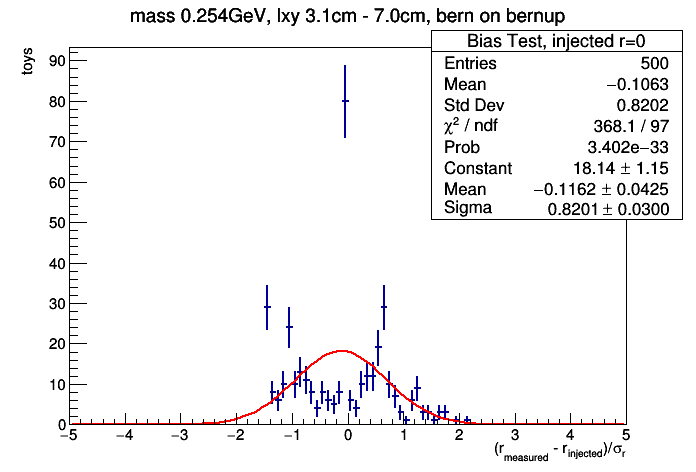 mass 0.254GeV, lxy 3.1cm - 7.0cm, bern on bernup
toys
Bias Test, injected r=0
Entries 500
Mean −0.1063
Std Dev 0.8202
χ² / ndf 368.1 / 97
Prob 3.402e−33
Constant 18.14 ± 1.15
Mean −0.1162 ± 0.0425
Sigma 0.8201 ± 0.0300
90
80
70
60
50
40
30
20
10
0
−5 −4 −3 −2 −1 0 1 2 3 4 5
(r_measured - r_injected)/σ_r